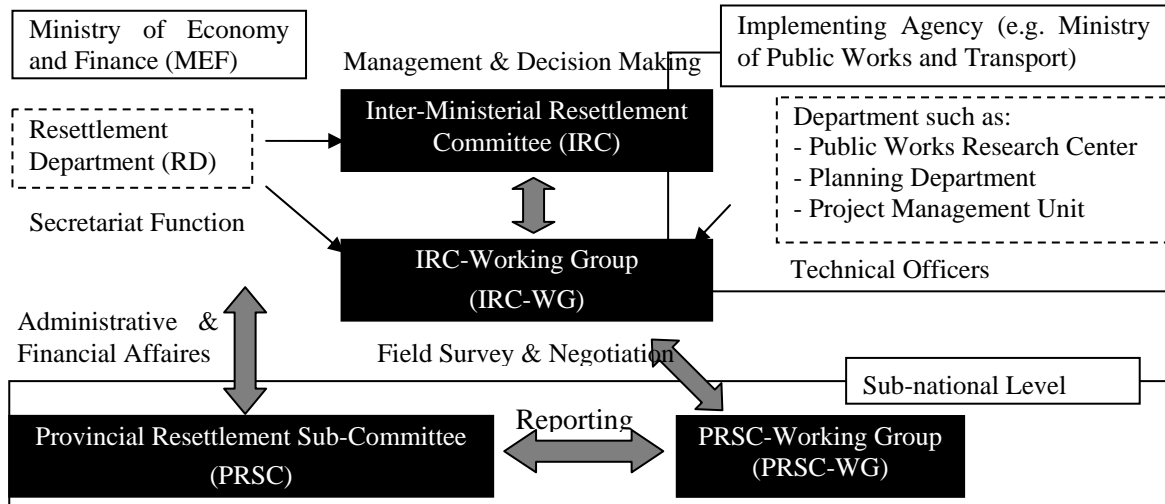 Ministry of Economy
and Finance (MEF)
Implementing Agency (e.g. Ministry
of Public Works and Transport)
Management & Decision Making
Inter-Ministerial Resettlement
Committee (IRC)
Resettlement
Department (RD)
Department such as:
- Public Works Research Center
- Planning Department
- Project Management Unit
Secretariat Function
IRC-Working Group
(IRC-WG)
Technical Officers
Administrative &
Financial Affaires
Field Survey & Negotiation
Sub-national Level
Provincial Resettlement Sub-Committee
(PRSC)
Reporting
PRSC-Working Group
(PRSC-WG)